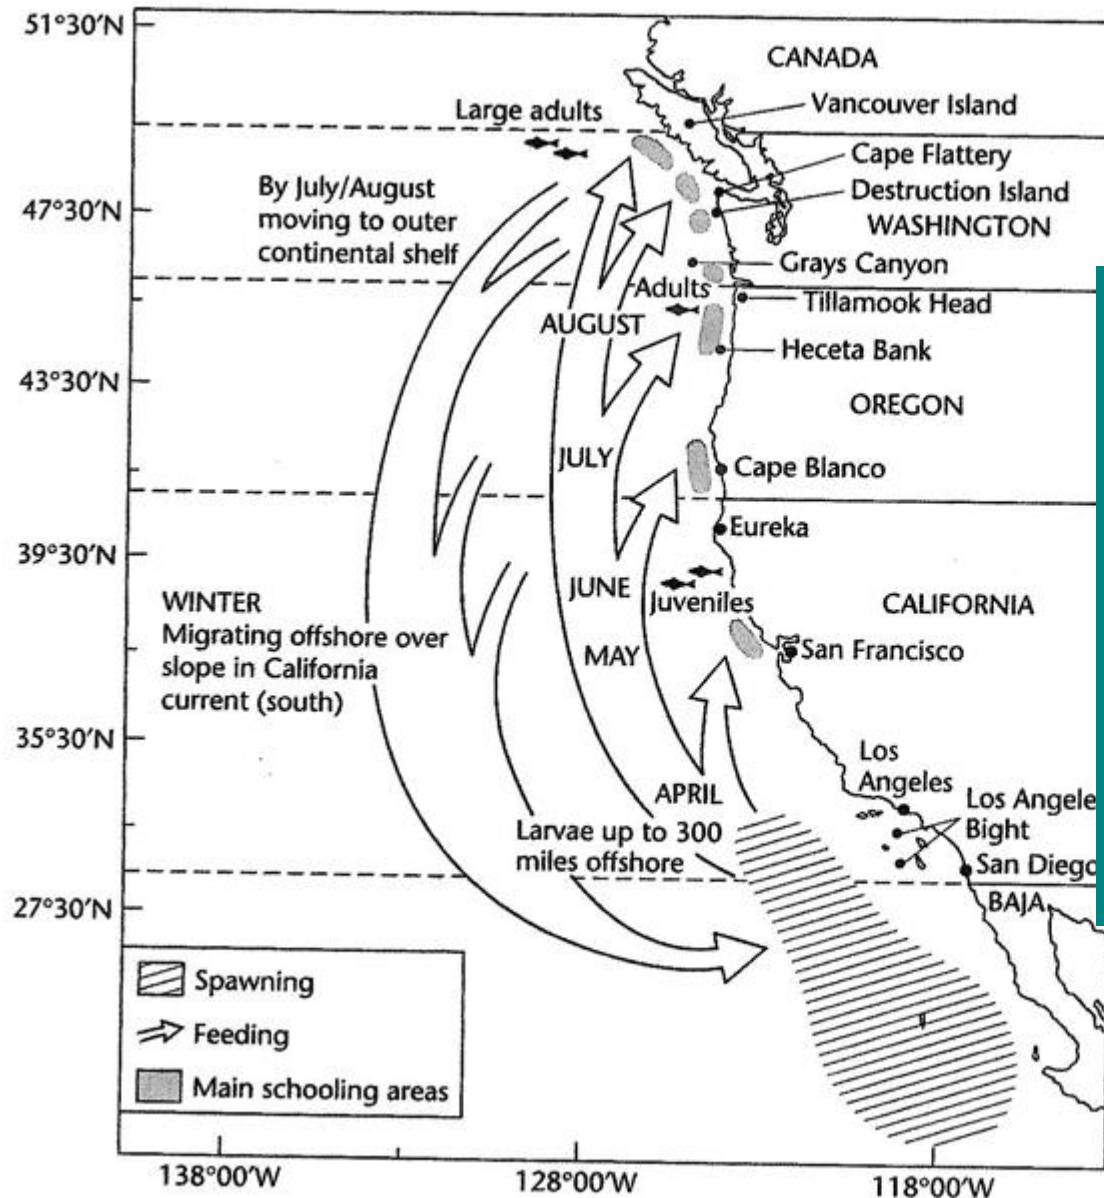 51°30'N
CANADA
Large adults
Vancouver Island
Cape Flattery
By July/August
moving to outer
continental shelf
47°30'N
Destruction Island
WASHINGTON
Grays Canyon
Adults
Tillamook Head
AUGUST
Heceta Bank
43°30'N
OREGON
JULY
Cape Blanco
Eureka
39°30'N
JUNE
Juveniles
CALIFORNIA
WINTER
Migrating offshore over
slope in California
current (south)
MAY
San Francisco
35°30'N
Los
Angeles
APRIL
Los Angele
Bight
Larvae up to 300
miles offshore
San Diego
27°30'N
BAJA
Spawning
Feeding
Main schooling areas
138°00'W
128°00'W
118°00'W